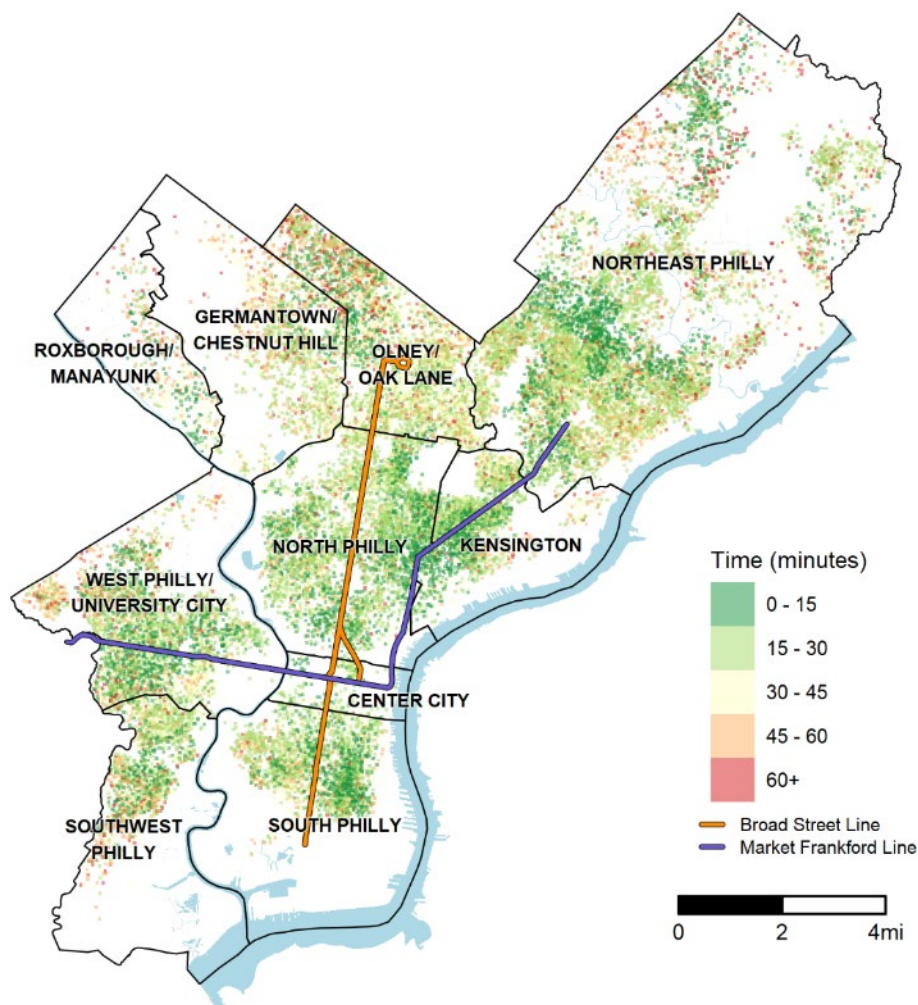 NORTHEAST PHILLY
GERMANTOWN/
CHESTNUT HILL
ROXBOROUGH/
MANAYUNK
OLNEY/
OAK LANE
NORTH PHILLY
KENSINGTON
WEST PHILLY/
UNIVERSITY CITY
CENTER CITY
SOUTHWEST
PHILLY
SOUTH PHILLY
Time (minutes)
0 - 15
15 - 30
30 - 45
45 - 60
60+
Broad Street Line
Market Frankford Line
0 2 4mi